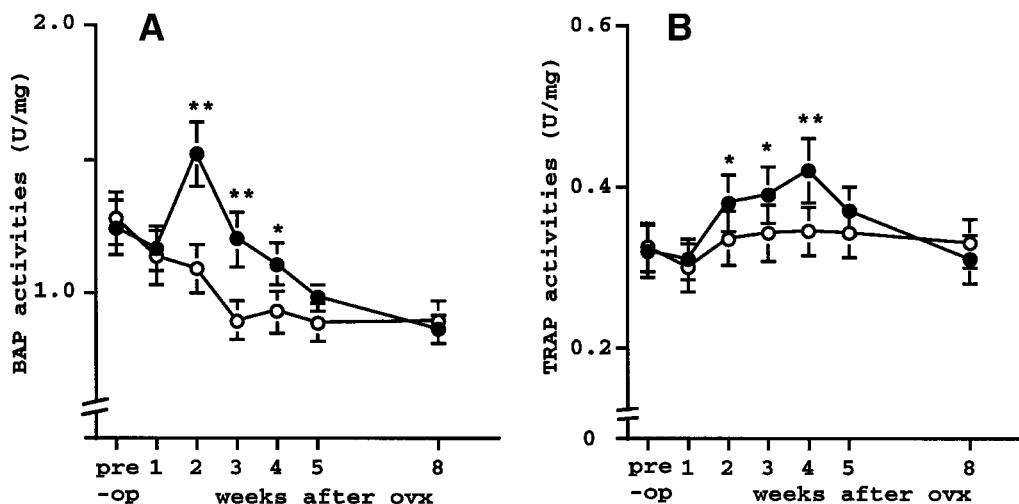 A
BAP activities (U/mg)
2.0
1.0
**
**
*
pre 1 2 3 4 5 8
-op weeks after ovx
B
TRAP activities (U/mg)
0.6
0.4
0.2
0
*
*
**
pre 1 2 3 4 5 8
-op weeks after ovx